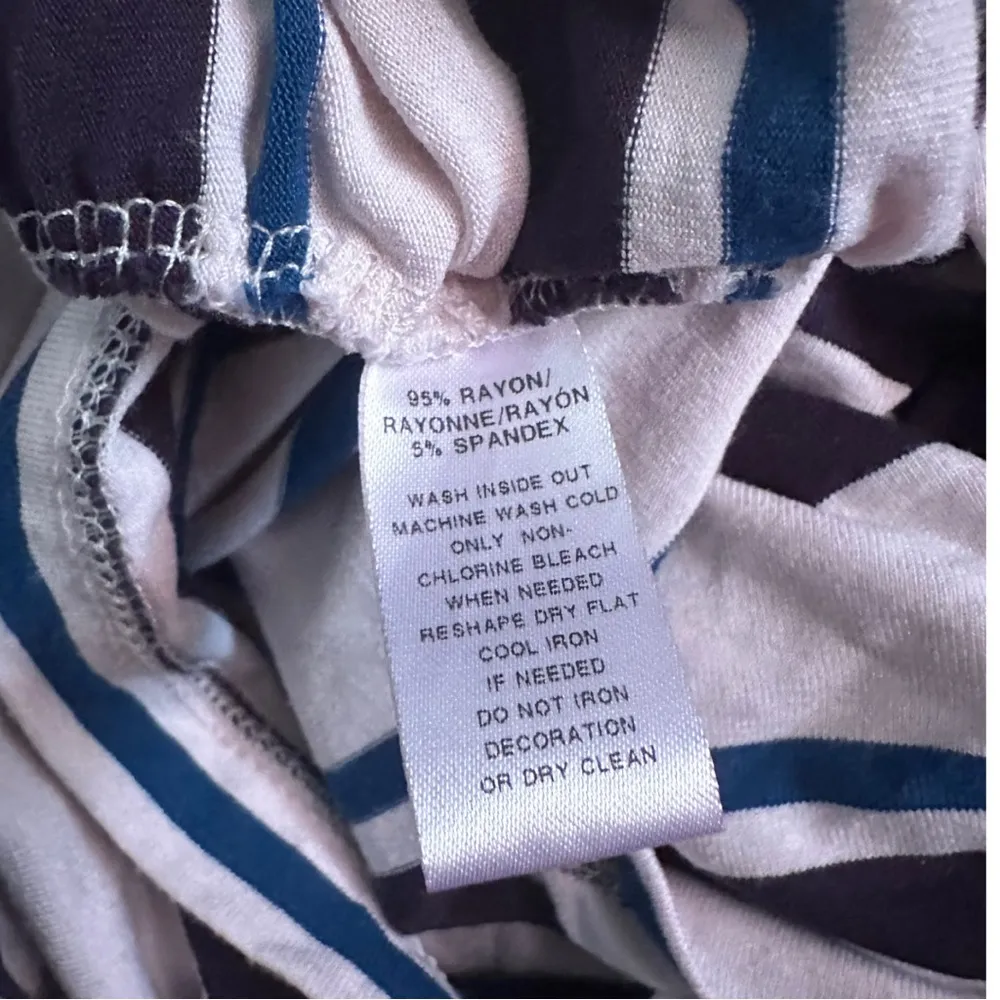 95% RAYON/
RAYONNE/RAYÓN
5% SPANDEX
WASH INSIDE OUT
MACHINE WASH COLD
ONLY NON-
CHLORINE BLEACH
WHEN NEEDED
RESHAPE DRY FLAT
COOL IRON
IF NEEDED
DO NOT IRON
DECORATION
OR DRY CLEAN